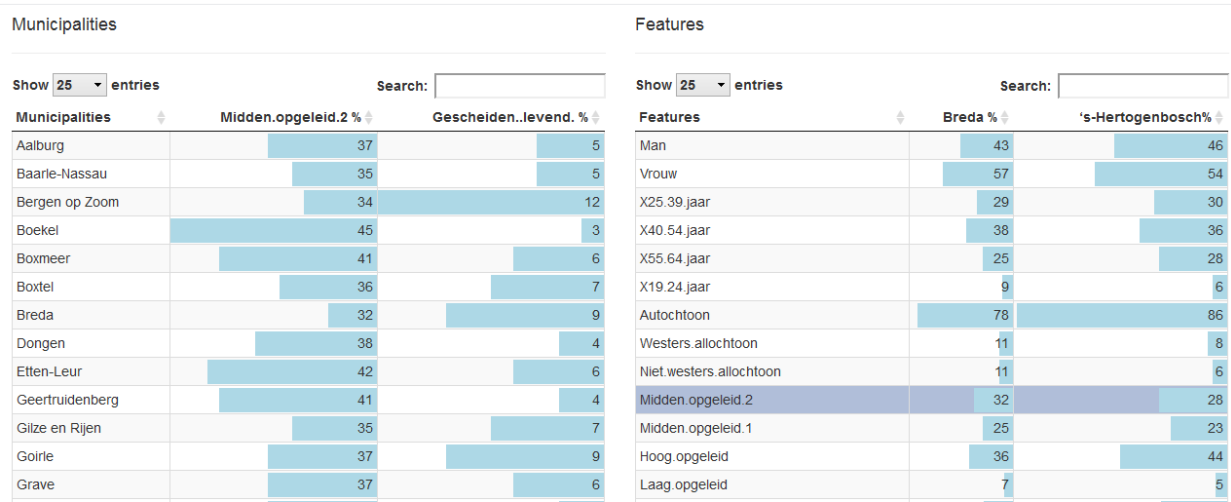 Municipalities
Show 25 entries Search:
Municipalities Midden.opgeleid.2 % Gescheiden..levend. %
Aalburg 37 5
Baarle-Nassau 35 5
Bergen op Zoom 34 12
Boekel 45 3
Boxmeer 41 6
Boxtel 36 7
Breda 32 9
Dongen 38 4
Etten-Leur 42 6
Geertruidenberg 41 4
Gilze en Rijen 35 7
Goirle 37 9
Grave 37 6
Features
Show 25 entries Search:
Features Breda % ‘s-Hertogenbosch%
Man 43 46
Vrouw 57 54
X25.39.jaar 29 30
X40.54.jaar 38 36
X55.64.jaar 25 28
X19.24.jaar 9 6
Autochtoon 78 86
Westers.allochtoon 11 8
Niet.westers.allochtoon 11 6
Midden.opgeleid.2 32 28
Midden.opgeleid.1 25 23
Hoog.opgeleid 36 44
Laag.opgeleid 7 5